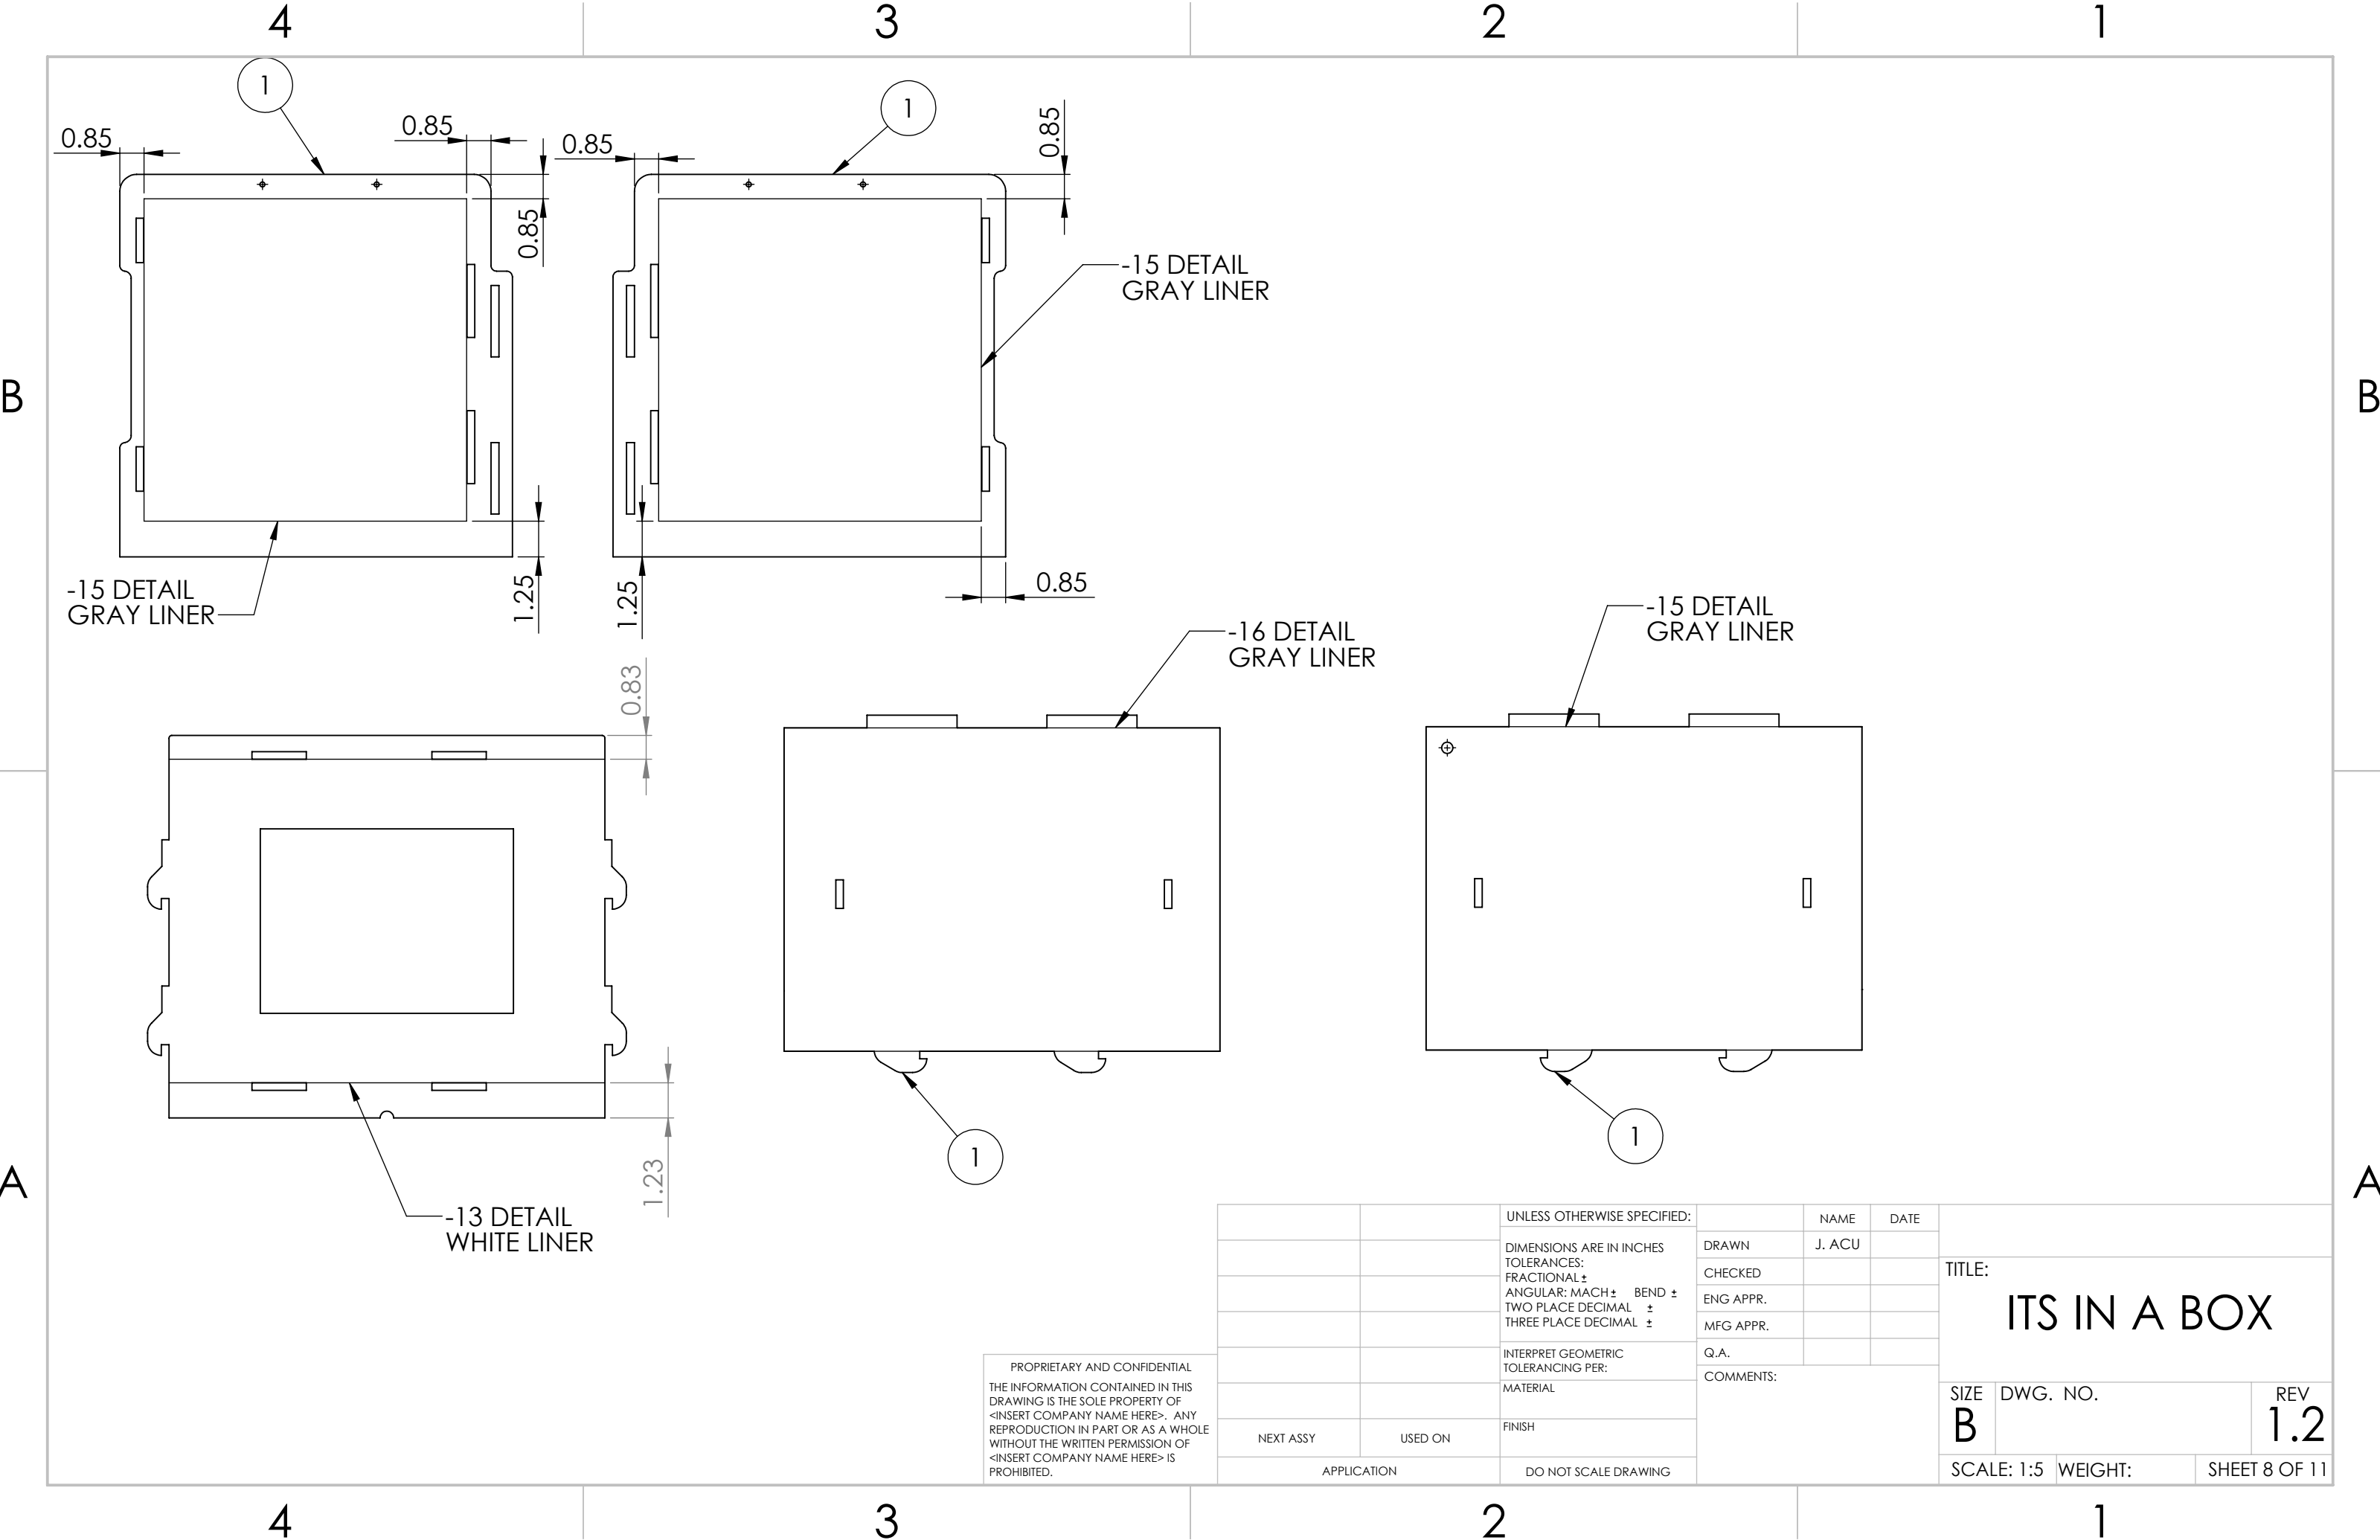 4 3 2 1
1
1
0.85
0.85
0.85
0.85
0.85
-15 DETAIL
GRAY LINER
B
B
-15 DETAIL
GRAY LINER
1.25
1.25
0.85
-16 DETAIL
GRAY LINER
-15 DETAIL
GRAY LINER
0.83
1
1
1.23
A
A
-13 DETAIL
WHITE LINER
UNLESS OTHERWISE SPECIFIED:
DIMENSIONS ARE IN INCHES
TOLERANCES:
FRACTIONAL ±
ANGULAR: MACH ± BEND ±
TWO PLACE DECIMAL ±
THREE PLACE DECIMAL ±
INTERPRET GEOMETRIC
TOLERANCING PER:
MATERIAL
FINISH
DO NOT SCALE DRAWING
NAME DATE
DRAWN J. ACU
CHECKED
ENG APPR.
MFG APPR.
Q.A.
COMMENTS:
TITLE:
ITS IN A BOX
SIZE DWG. NO. REV
B 1.2
SCALE: 1:5 WEIGHT: SHEET 8 OF 11
PROPRIETARY AND CONFIDENTIAL
THE INFORMATION CONTAINED IN THIS
DRAWING IS THE SOLE PROPERTY OF
<INSERT COMPANY NAME HERE>. ANY
REPRODUCTION IN PART OR AS A WHOLE
WITHOUT THE WRITTEN PERMISSION OF
<INSERT COMPANY NAME HERE> IS
PROHIBITED.
NEXT ASSY USED ON
APPLICATION
4 3 2 1